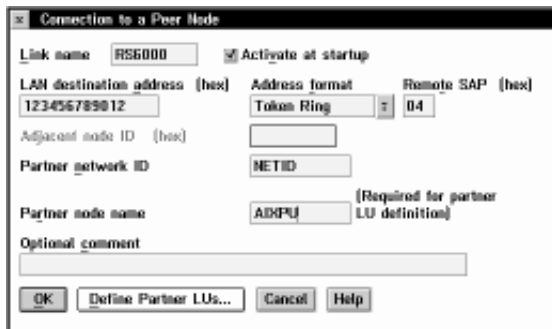 Connection to a Peer Node
Link name RS6000 Activate at startup
LAN destination address (hex) Address format Remote SAP (hex)
123456789012 Token Ring 04
Adjacent node ID (hex)
Partner network ID NETID
(Required for partner
Partner node name AIXPU LU definition)
Optional comment
OK Define Partner LUs... Cancel Help